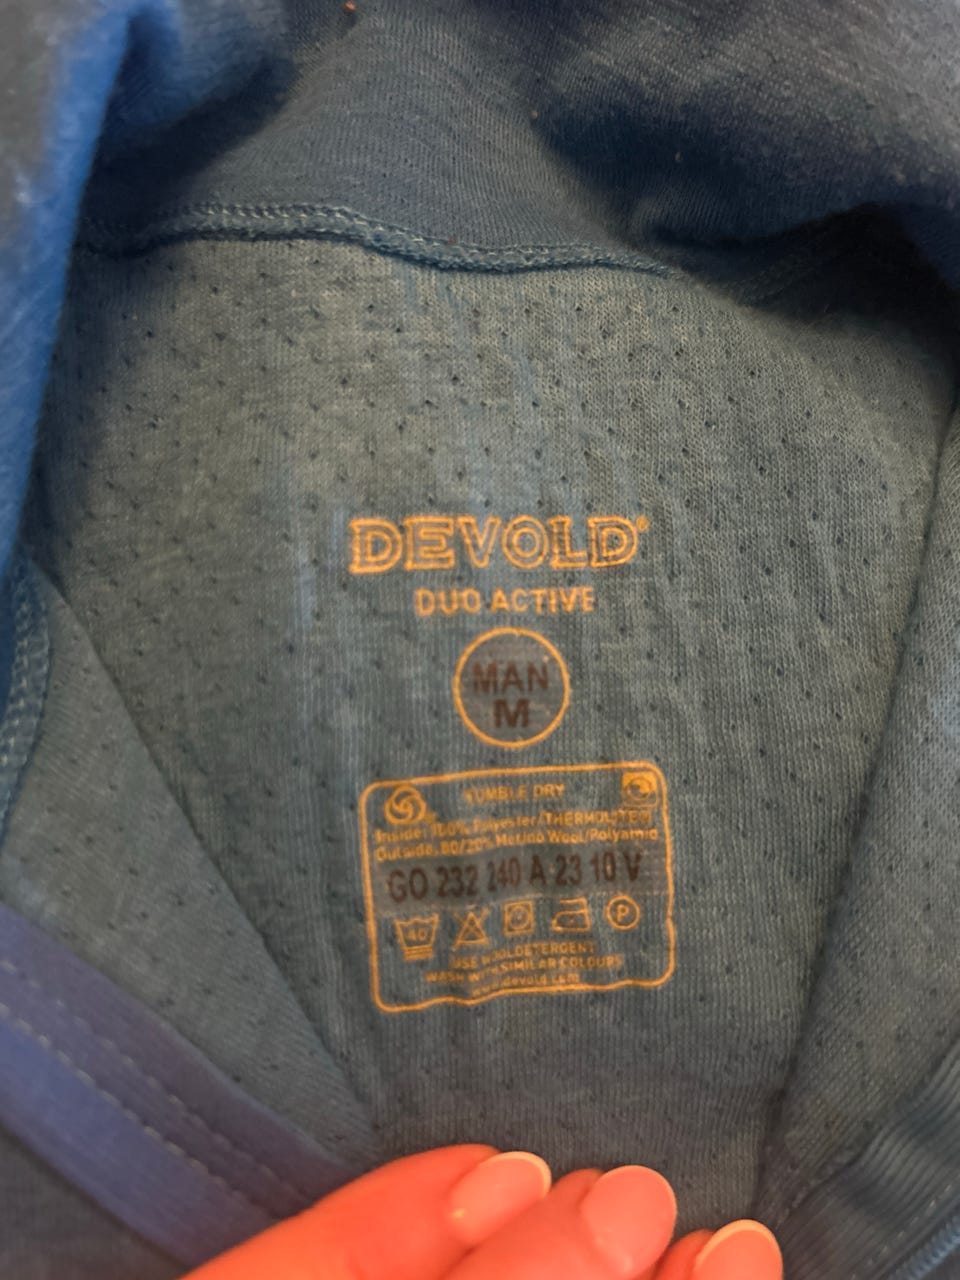 DEVOLD®
DUO ACTIVE
MAN
M
TUMBLE DRY
Inside: 100% Polyester/THERMOLITE®
Outside: 80/20% Merino Wool/Polyamid
GO 232 240 A 23 10 V
40 P
USE WOOLDETERGENT
WASH WITH SIMILAR COLOURS
www.devold.com